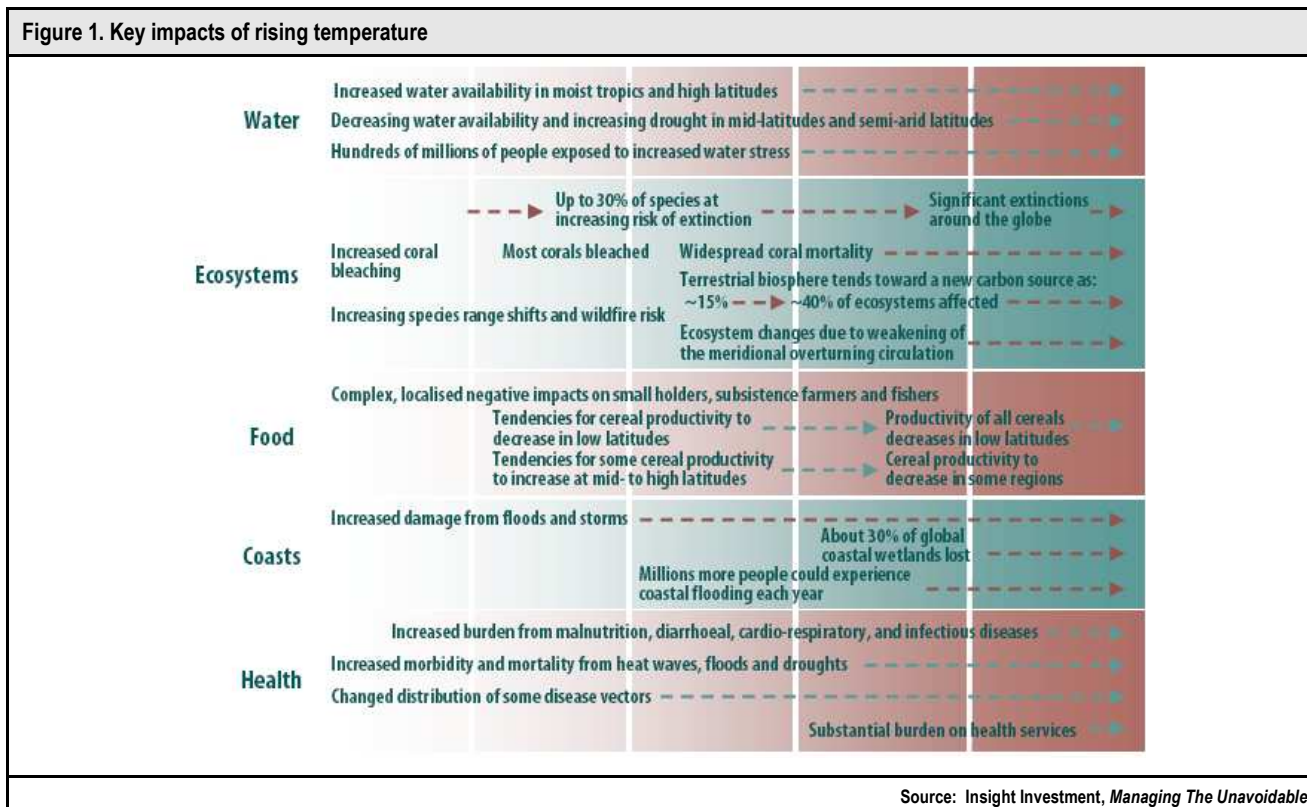 Figure 1. Key impacts of rising temperature
Water
Increased water availability in moist tropics and high latitudes
Decreasing water availability and increasing drought in mid-latitudes and semi-arid latitudes
Hundreds of millions of people exposed to increased water stress
Ecosystems
Up to 30% of species at
increasing risk of extinction
Significant extinctions
around the globe
Increased coral
bleaching
Most corals bleached
Widespread coral mortality
Terrestrial biosphere tends toward a new carbon source as:
~15%
~40% of ecosystems affected
Increasing species range shifts and wildfire risk
Ecosystem changes due to weakening of
the meridional overturning circulation
Food
Complex, localised negative impacts on small holders, subsistence farmers and fishers
Tendencies for cereal productivity to
decrease in low latitudes
Productivity of all cereals
decreases in low latitudes
Tendencies for some cereal productivity
to increase at mid- to high latitudes
Cereal productivity to
decrease in some regions
Coasts
Increased damage from floods and storms
About 30% of global
coastal wetlands lost
Millions more people could experience
coastal flooding each year
Health
Increased burden from malnutrition, diarrhoeal, cardio-respiratory, and infectious diseases
Increased morbidity and mortality from heat waves, floods and droughts
Changed distribution of some disease vectors
Substantial burden on health services
Source: Insight Investment, Managing The Unavoidable